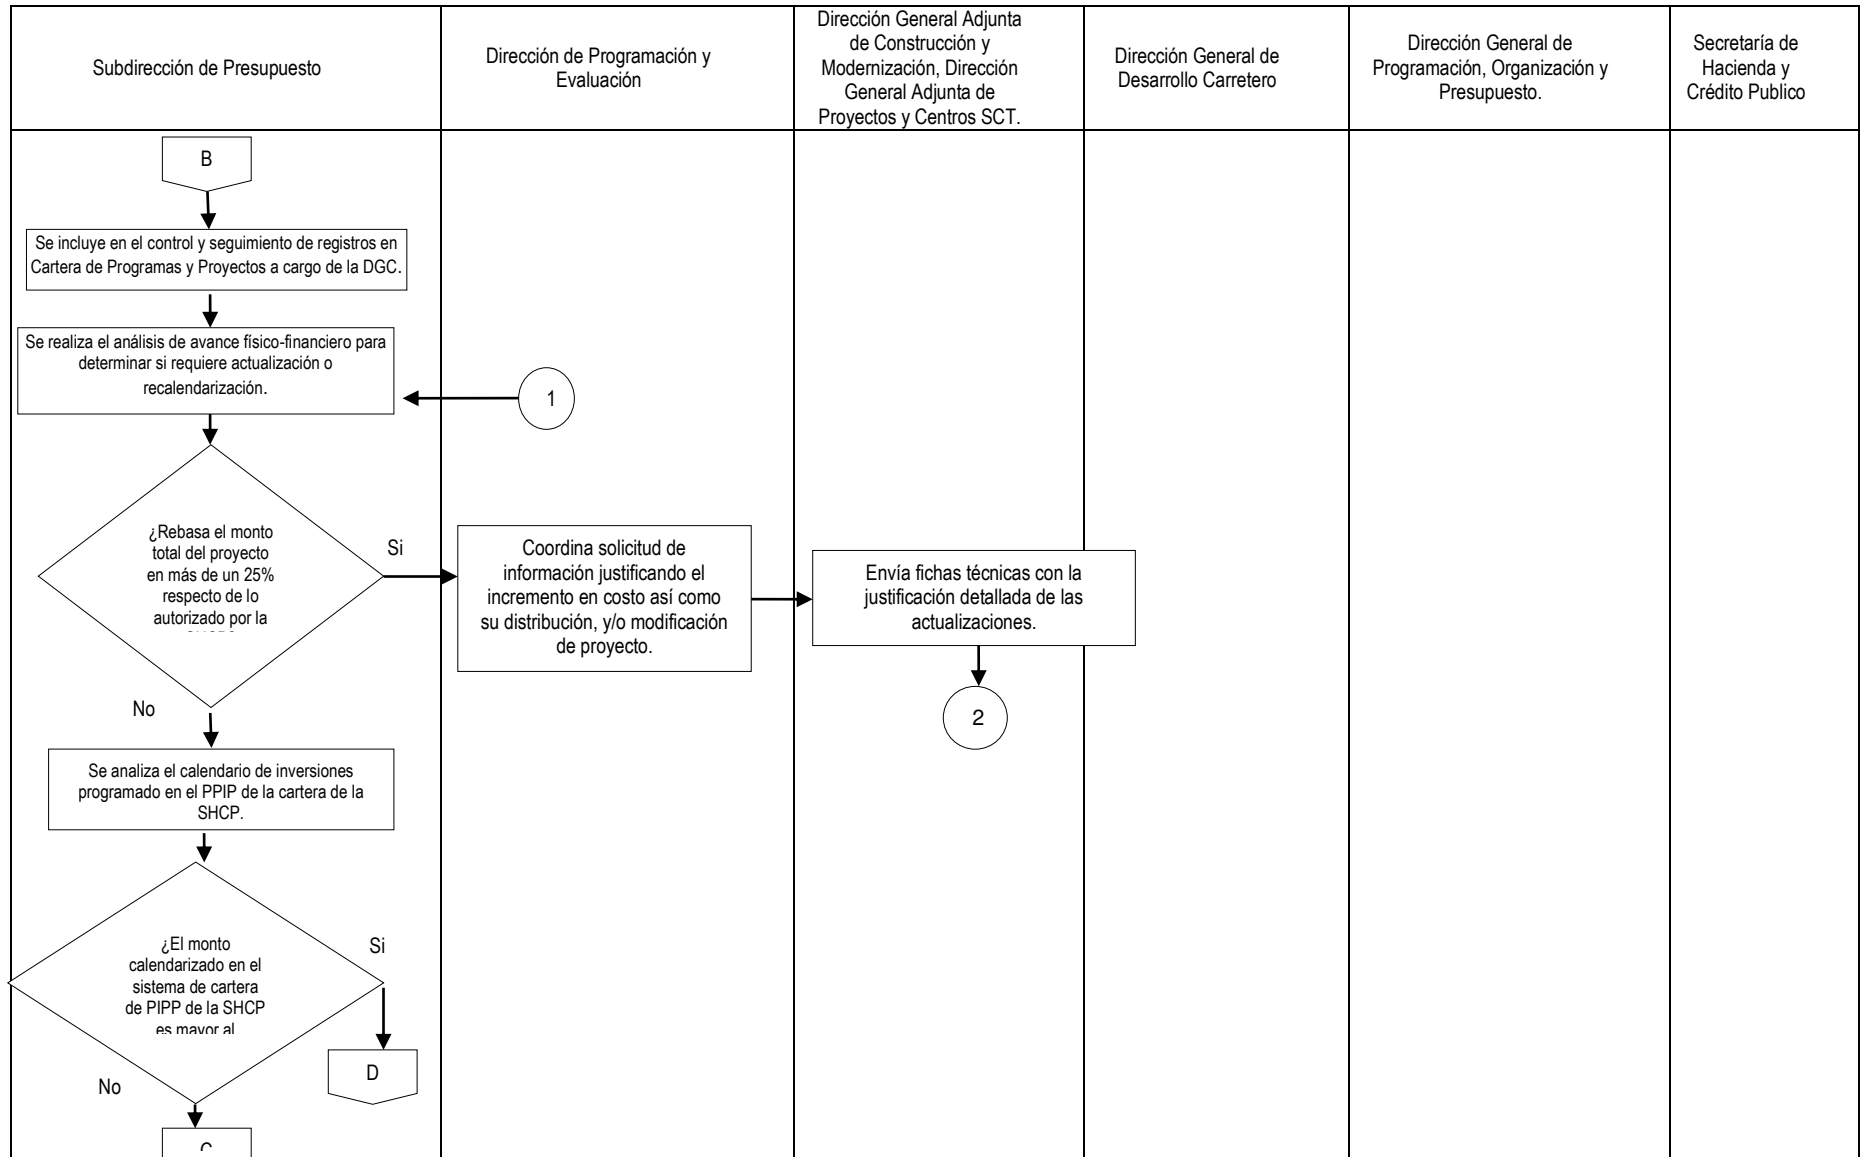 Subdirección de Presupuesto
Dirección de Programación y
Evaluación
Dirección General Adjunta
de Construcción y
Modernización, Dirección
General Adjunta de
Proyectos y Centros SCT.
Dirección General de
Desarrollo Carretero
Dirección General de
Programación, Organización y
Presupuesto.
Secretaría de
Hacienda y
Crédito Publico
B
Se incluye en el control y seguimiento de registros en
Cartera de Programas y Proyectos a cargo de la DGC.
Se realiza el análisis de avance físico-financiero para
determinar si requiere actualización o
recalendarización.
1
¿Rebasa el monto
total del proyecto
en más de un 25%
respecto de lo
autorizado por la
Si
Coordina solicitud de
información justificando el
incremento en costo así como
su distribución, y/o modificación
de proyecto.
Envía fichas técnicas con la
justificación detallada de las
actualizaciones.
2
No
Se analiza el calendario de inversiones
programado en el PPIP de la cartera de la
SHCP.
¿El monto
calendarizado en el
sistema de cartera
de PIPP de la SHCP
es mayor al
Si
D
No